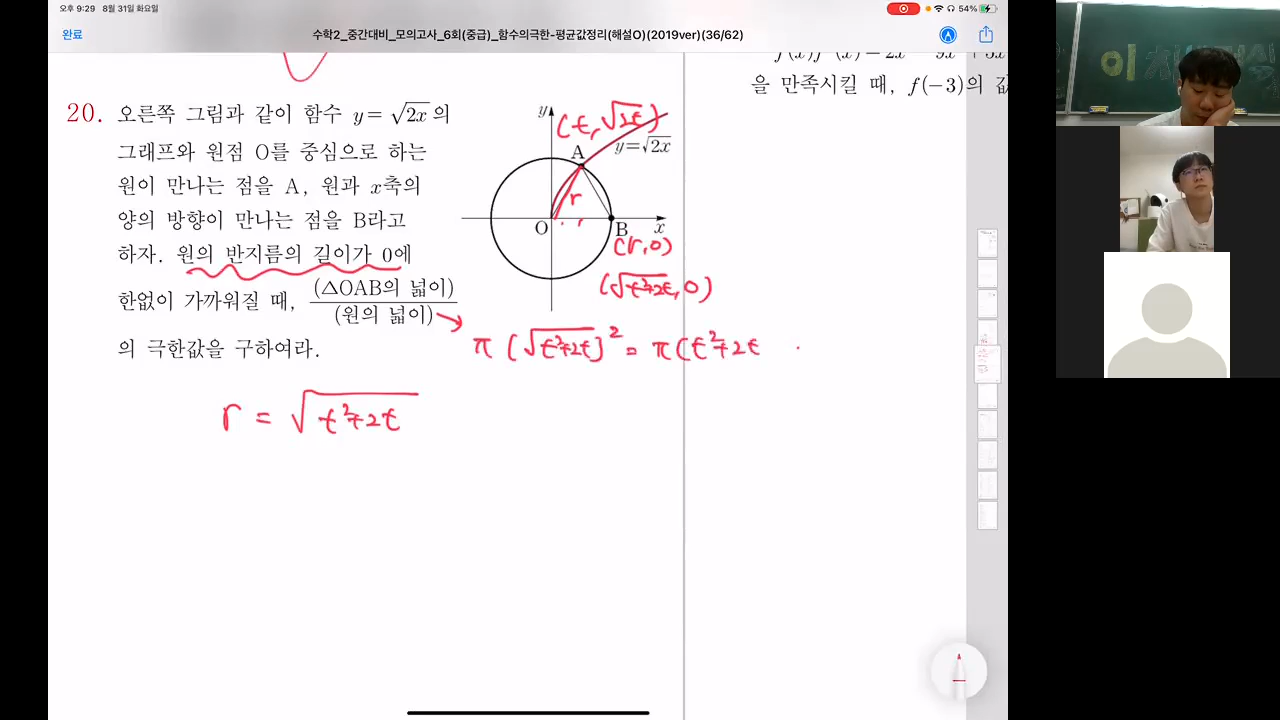 오후 9:29 8월 31일 화요일
54%
완료
수학2_중간대비_모의고사_6회(중급)_함수의극한-평균값정리(해설O)(2019ver)(36/62)
20. 오른쪽 그림과 같이 함수 y = √2x 의
그래프와 원점 O를 중심으로 하는
원이 만나는 점을 A, 원과 x축의
양의 방향이 만나는 점을 B라고
하자. 원의 반지름의 길이가 0에
한없이 가까워질 때, (△OAB의 넓이)/(원의 넓이)
의 극한값을 구하여라.
y
(t, √2t)
y=√2x
A
r
O
B
x
(r, 0)
(√t²+2t, 0)
π(√t²+2t)² = π(t²+2t
r = √t²+2t
을 만족시킬 때, f(−3)의 값